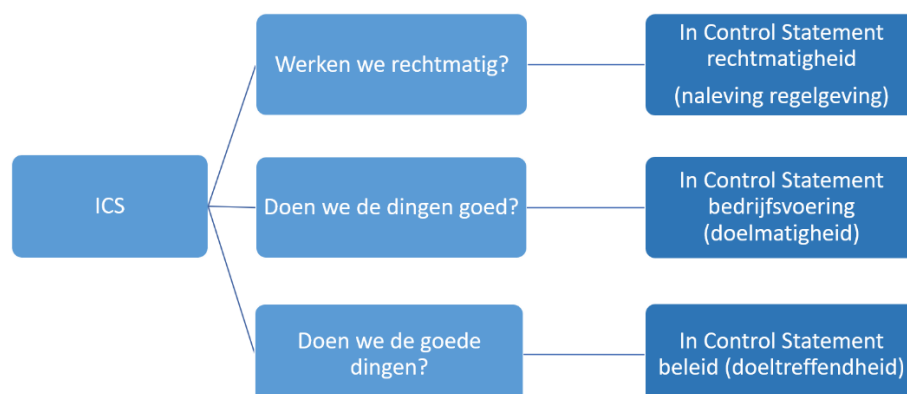 ICS
Werken we rechtmatig?
In Control Statement
rechtmatigheid
(naleving regelgeving)
Doen we de dingen goed?
In Control Statement
bedrijfsvoering
(doelmatigheid)
Doen we de goede
dingen?
In Control Statement
beleid (doeltreffendheid)